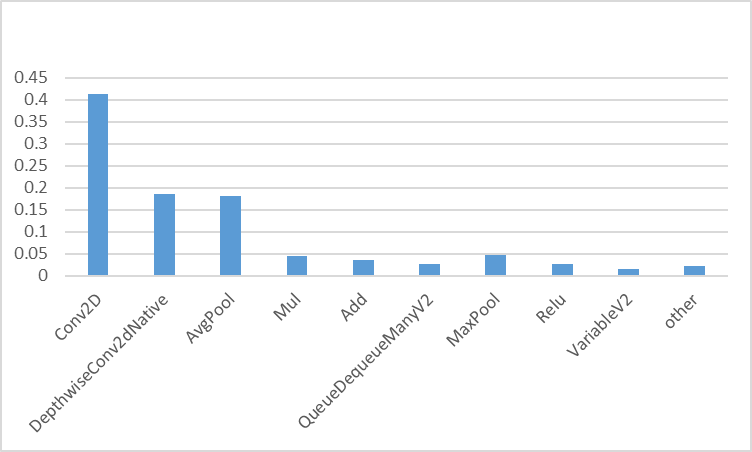 0.45
0.4
0.35
0.3
0.25
0.2
0.15
0.1
0.05
0
Conv2D
DepthwiseConv2dNative
AvgPool
Mul
Add
QueueDequeueManyV2
MaxPool
Relu
VariableV2
other